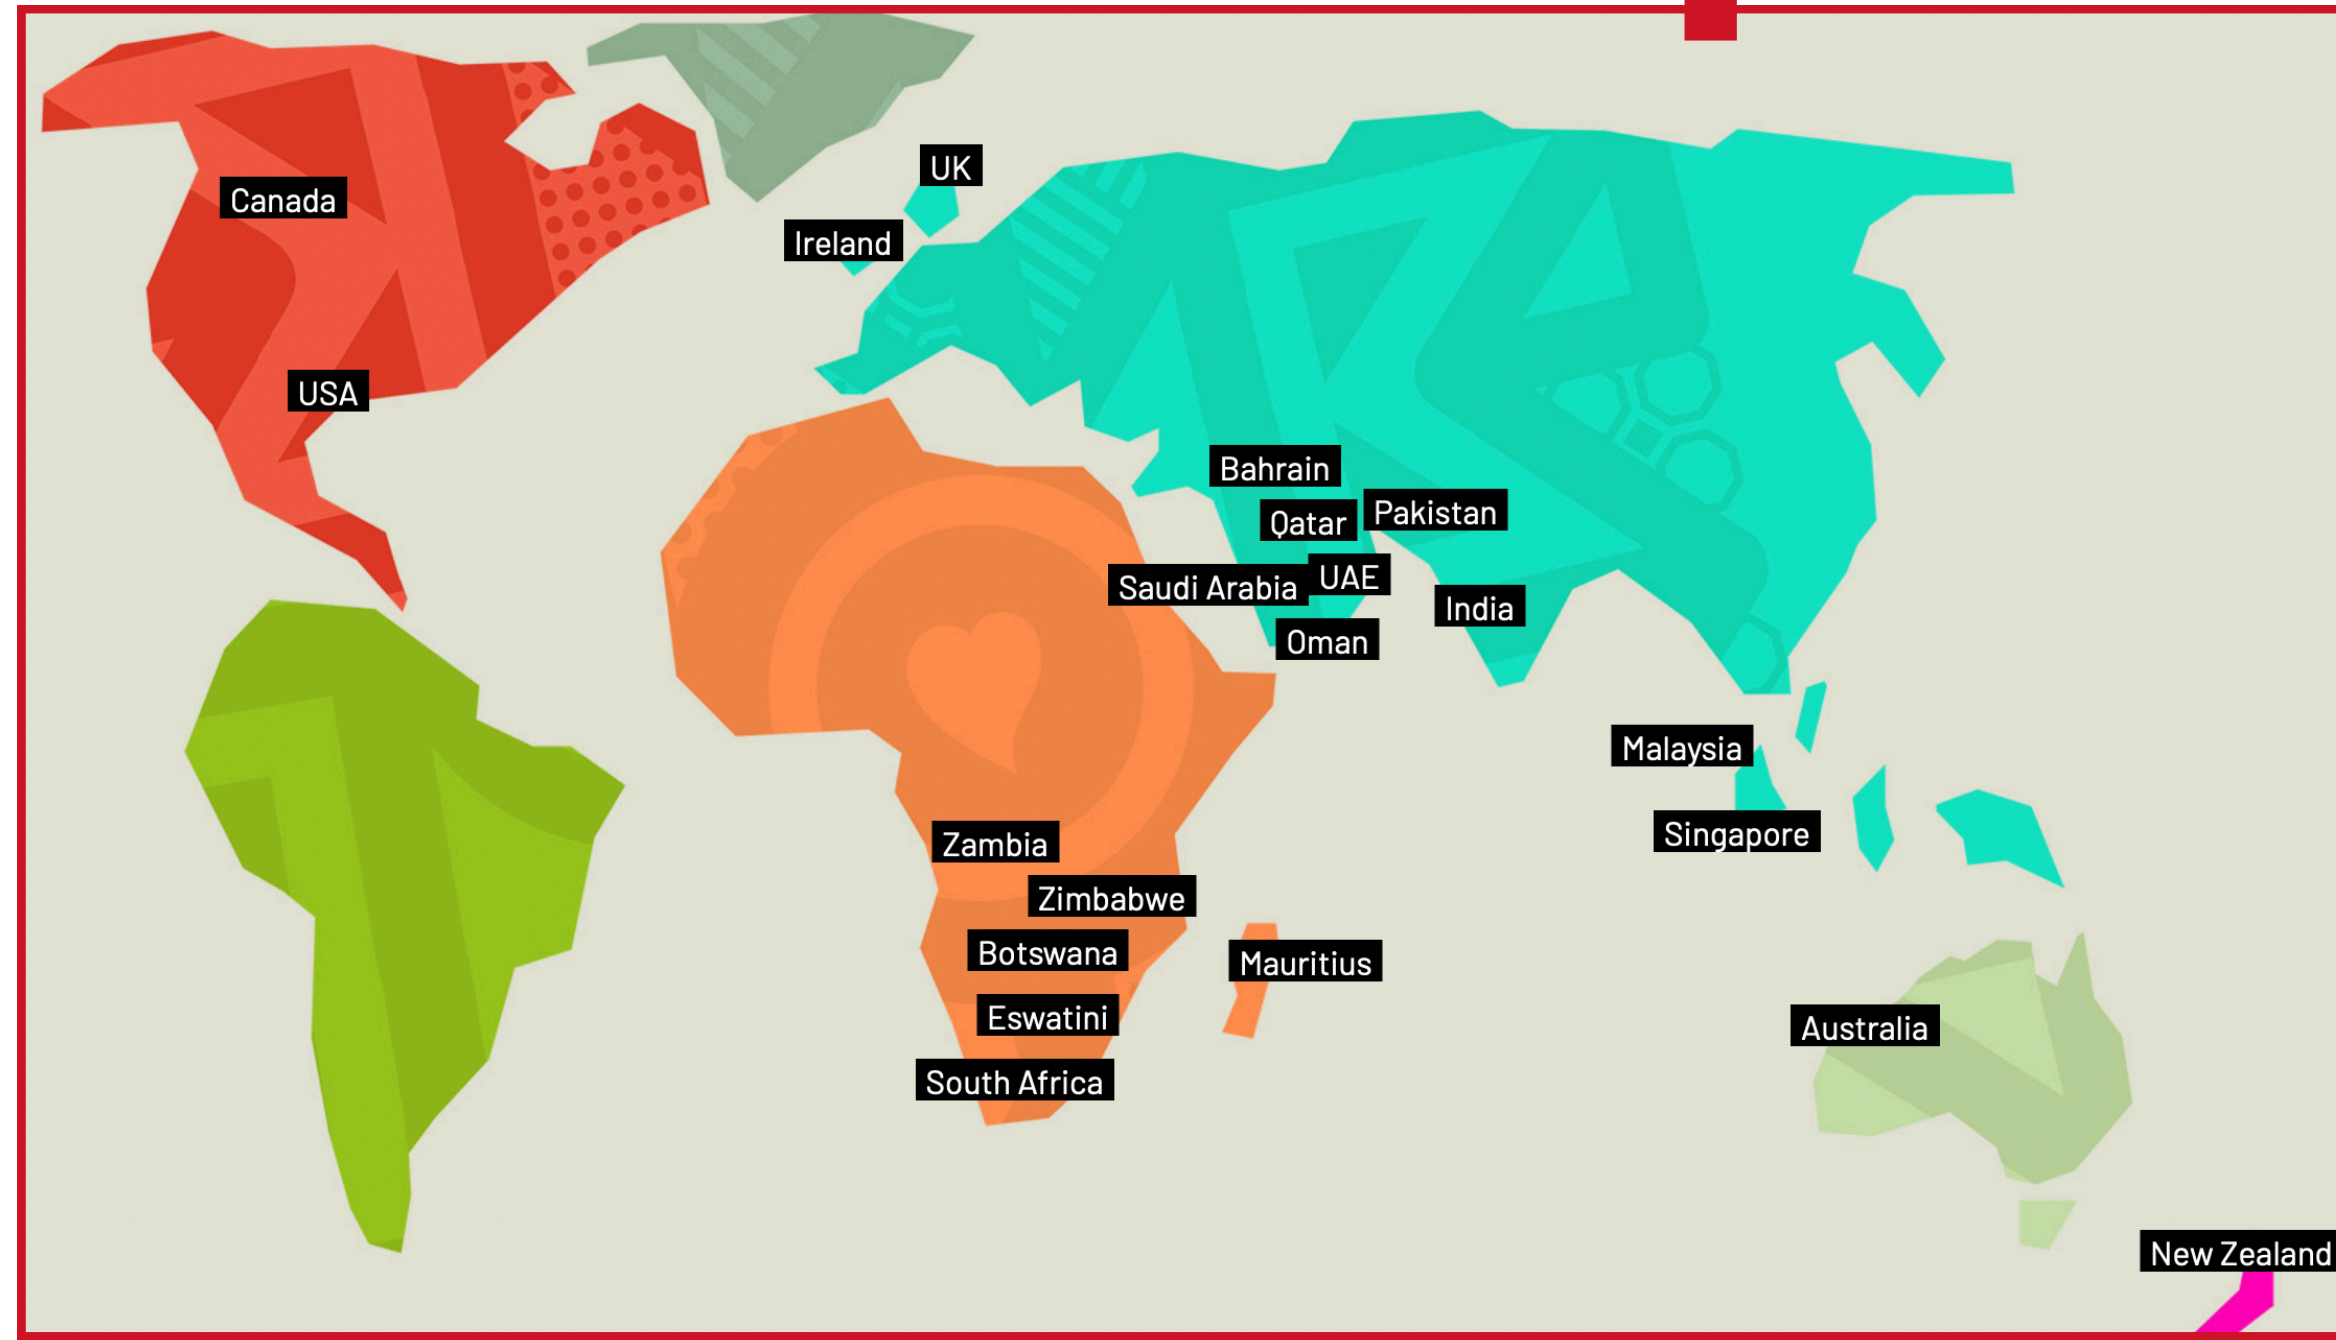 UK
Canada
Ireland
USA
Bahrain
Pakistan
Qatar
UAE
Saudi Arabia
India
Oman
Malaysia
Singapore
Zambia
Zimbabwe
Botswana
Mauritius
Eswatini
Australia
South Africa
New Zealand